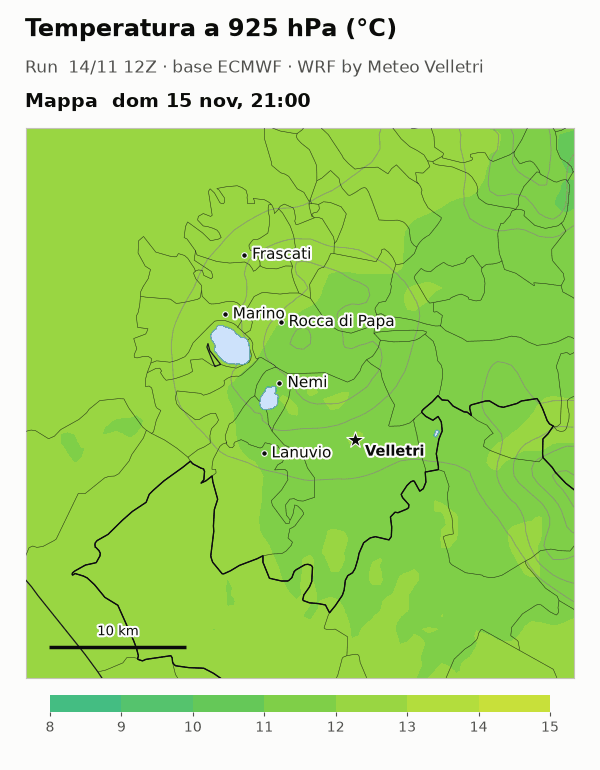 Temperatura a 925 hPa (°C)
Run  14/11 12Z · base ECMWF · WRF by Meteo Velletri
Mappa  dom 15 nov, 21:00
Frascati
Marino
Rocca di Papa
Nemi
Velletri
Lanuvio
10 km
8 9 10 11 12 13 14 15